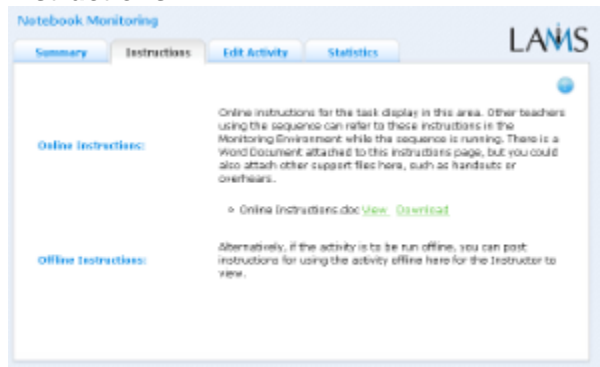 Notebook Monitoring
LAMS
Summary Instructions Edit Activity Statistics
Online instructions for the task display in this area. Other teachers
using the sequence can refer to these instructions in the
Online Instructions: Monitoring Environment while the sequence is running. There is a
Word Document attached to this instructions page, but you could
also attach other support files here, such as handouts or
overhears.
Online Instructions.doc View Download
Alternatively, if the activity is to be run offline, you can post
Offline Instructions: instructions for using the activity offline here for the Instructor to
view.